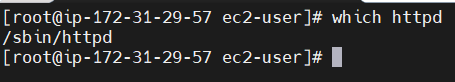 [root@ip-172-31-29-57 ec2-user]# which httpd
/sbin/httpd
[root@ip-172-31-29-57 ec2-user]#